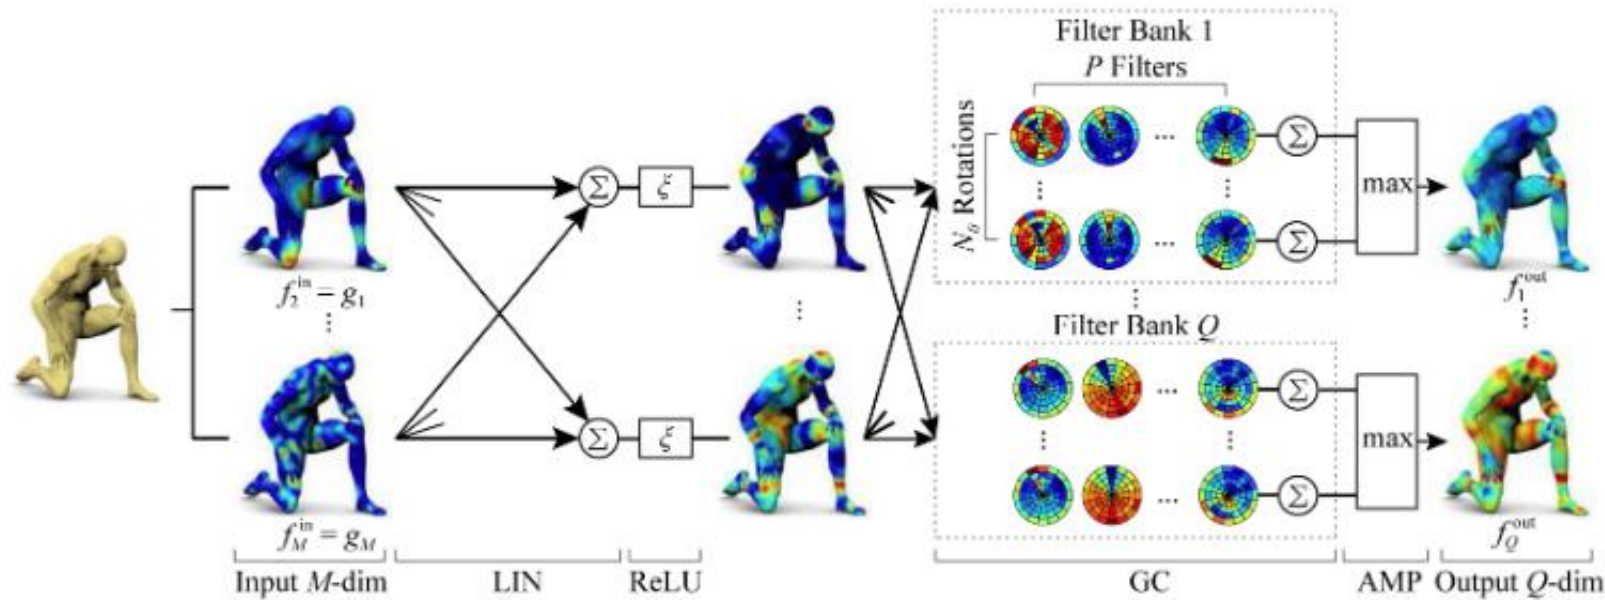 Filter Bank 1
P Filters
N_θ Rotations
Σ
Σ
ξ
Σ
max
f_2^in = g_1
f_1^out
Filter Bank Q
Σ
Σ
ξ
Σ
max
f_M^in = g_M
f_Q^out
Input M-dim
LIN
ReLU
GC
AMP
Output Q-dim